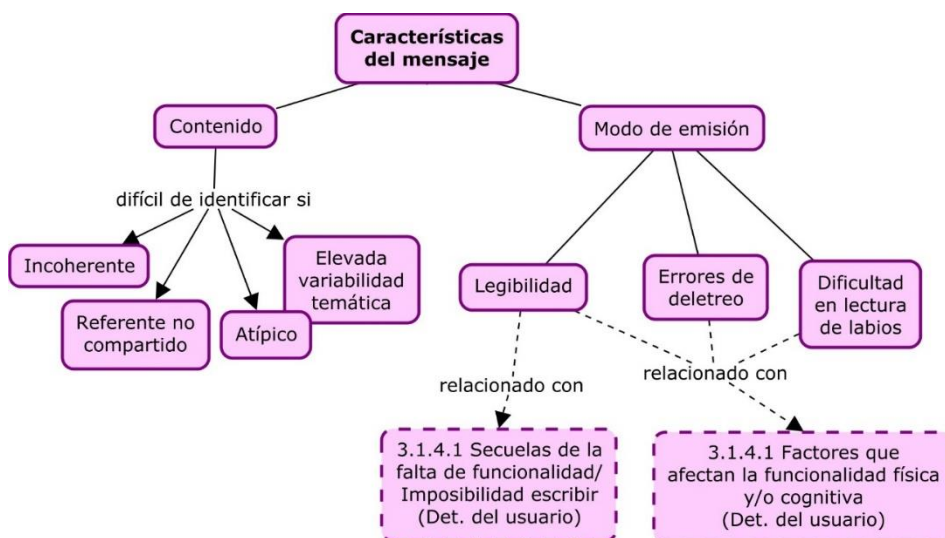 Características
del mensaje
Contenido
Modo de emisión
difícil de identificar si
Incoherente
Referente no
compartido
Atípico
Elevada
variabilidad
temática
Legibilidad
Errores de
deletreo
Dificultad
en lectura
de labios
relacionado con
relacionado con
3.1.4.1 Secuelas de la
falta de funcionalidad/
Imposibilidad escribir
(Det. del usuario)
3.1.4.1 Factores que
afectan la funcionalidad física
y/o cognitiva
(Det. del usuario)